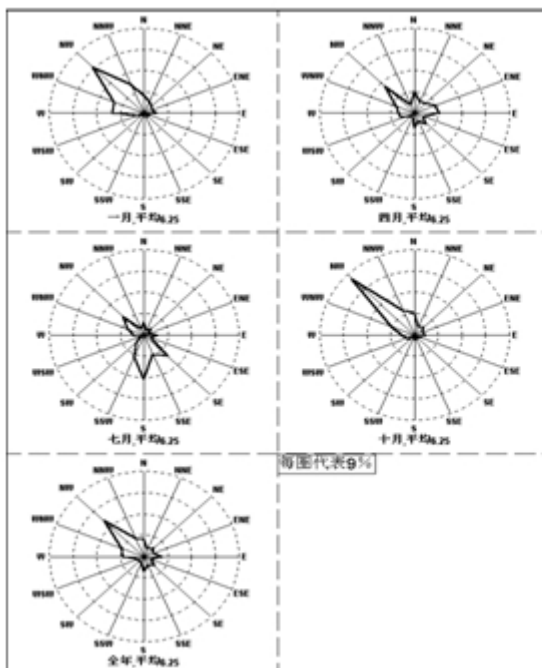 N
NNW
NNE
NW
NE
WNW
ENE
W
E
WSW
ESE
SW
SE
SSW
SSE
S
一月,平均6.25
N
NNW
NNE
NW
NE
WNW
ENE
W
E
WSW
ESE
SW
SE
SSW
SSE
S
四月,平均6.25
N
NNW
NNE
NW
NE
WNW
ENE
W
E
WSW
ESE
SW
SE
SSW
SSE
S
七月,平均6.25
N
NNW
NNE
NW
NE
WNW
ENE
W
E
WSW
ESE
SW
SE
SSW
SSE
S
十月,平均6.25
N
NNW
NNE
NW
NE
WNW
ENE
W
E
WSW
ESE
SW
SE
SSW
SSE
S
全年,平均6.25
每圈代表9%